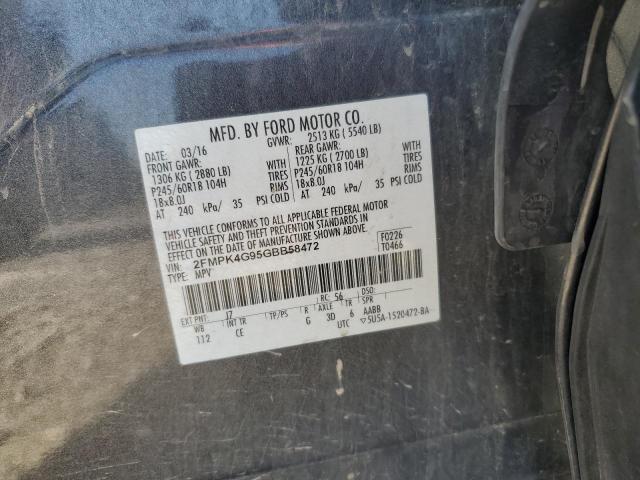 MFD. BY FORD MOTOR CO.
DATE: 03/16 GVWR: 2513 KG ( 5540 LB)
FRONT GAWR: REAR GAWR:
1306 KG ( 2880 LB) WITH 1225 KG ( 2700 LB) WITH
P245/60R18 104H TIRES P245/60R18 104H TIRES
18x8.0J RIMS 18x8.0J RIMS
AT 240 kPa/ 35 PSI COLD AT 240 kPa/ 35 PSI COLD
THIS VEHICLE CONFORMS TO ALL APPLICABLE FEDERAL MOTOR
VEHICLE SAFETY AND THEFT PREVENTION STANDARDS IN
EFFECT ON THE DATE OF MANUFACTURE SHOWN ABOVE.
VIN: 2FMPK4G95GBB58472 F0226
TYPE: MPV T0466
EXT PNT: J7 RC: 56 DSO:
WB INT TR TP/PS R AXLE TR SPR
112 CE G 3D 6 AABB
UTC ▽5U5A-1520472-BA